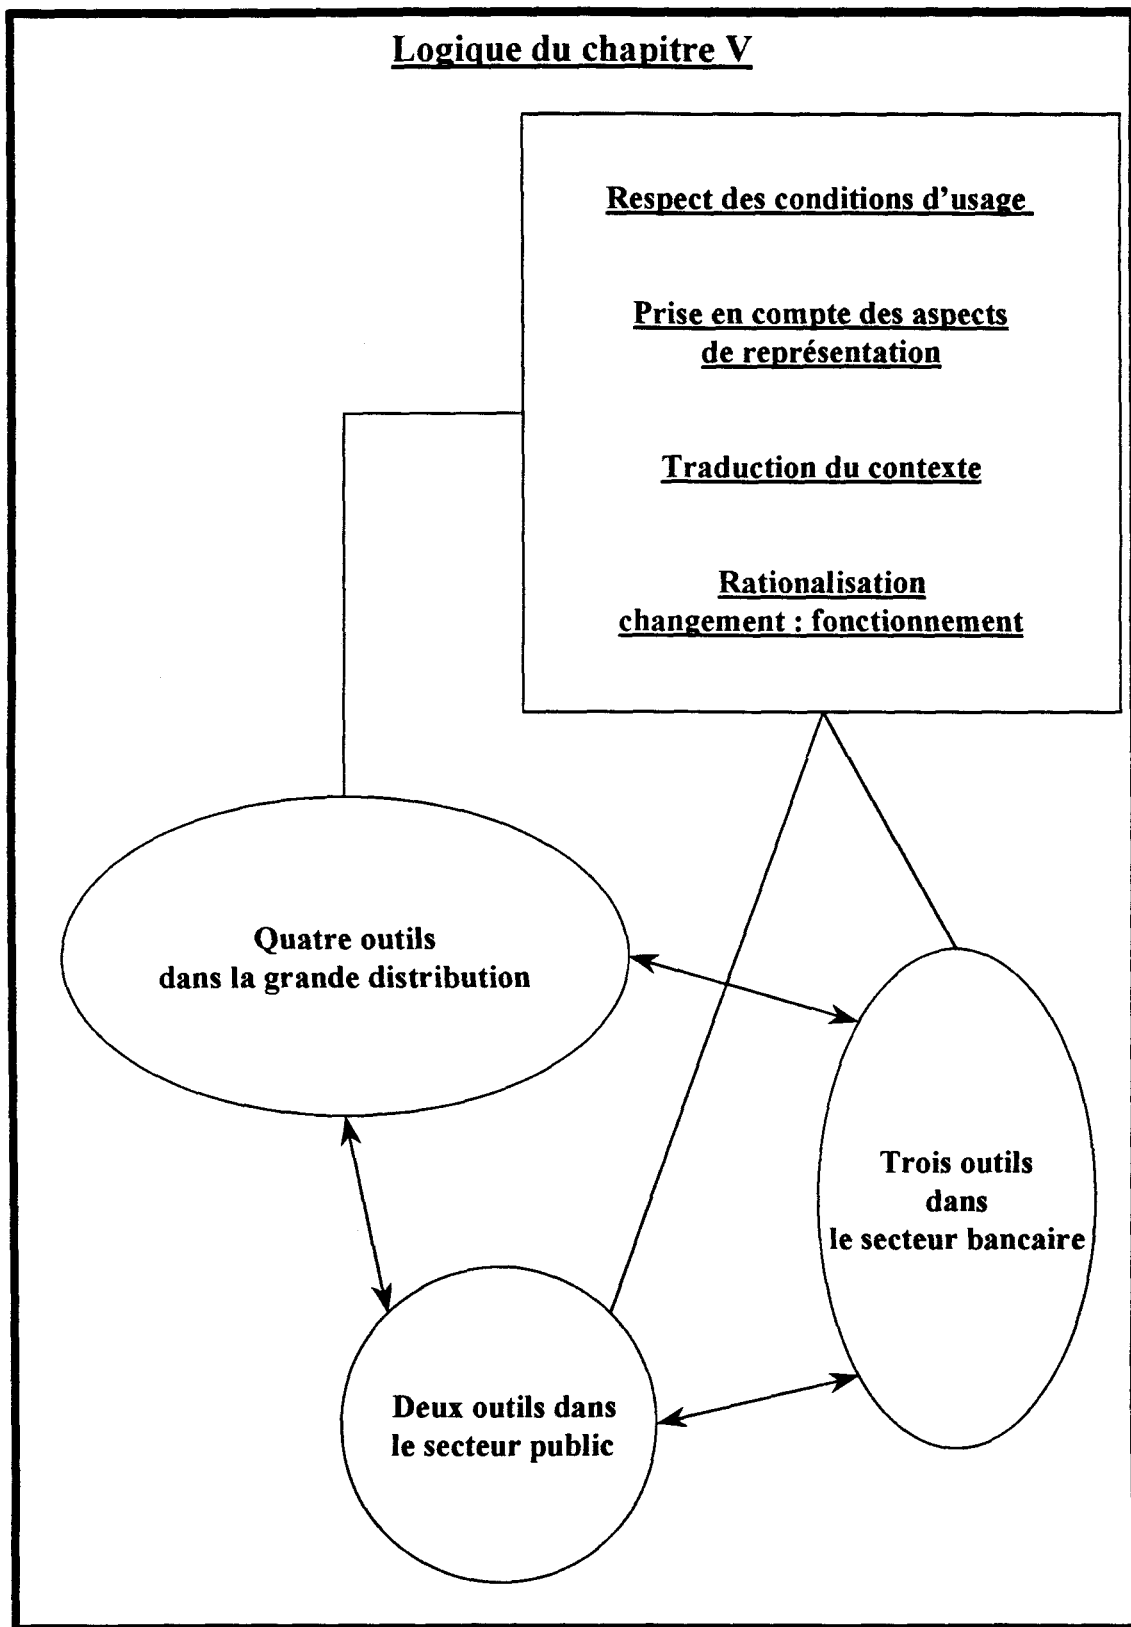 Logique du chapitre V
Respect des conditions d'usage
Prise en compte des aspects
de représentation
Traduction du contexte
Rationalisation
changement : fonctionnement
Quatre outils
dans la grande distribution
Trois outils
dans
le secteur bancaire
Deux outils dans
le secteur public